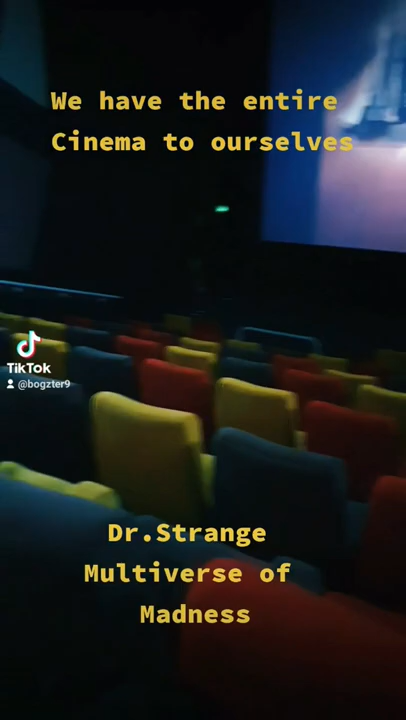 We have the entire
Cinema to ourselves
TikTok
@bogzter9
Dr.Strange
Multiverse of
Madness